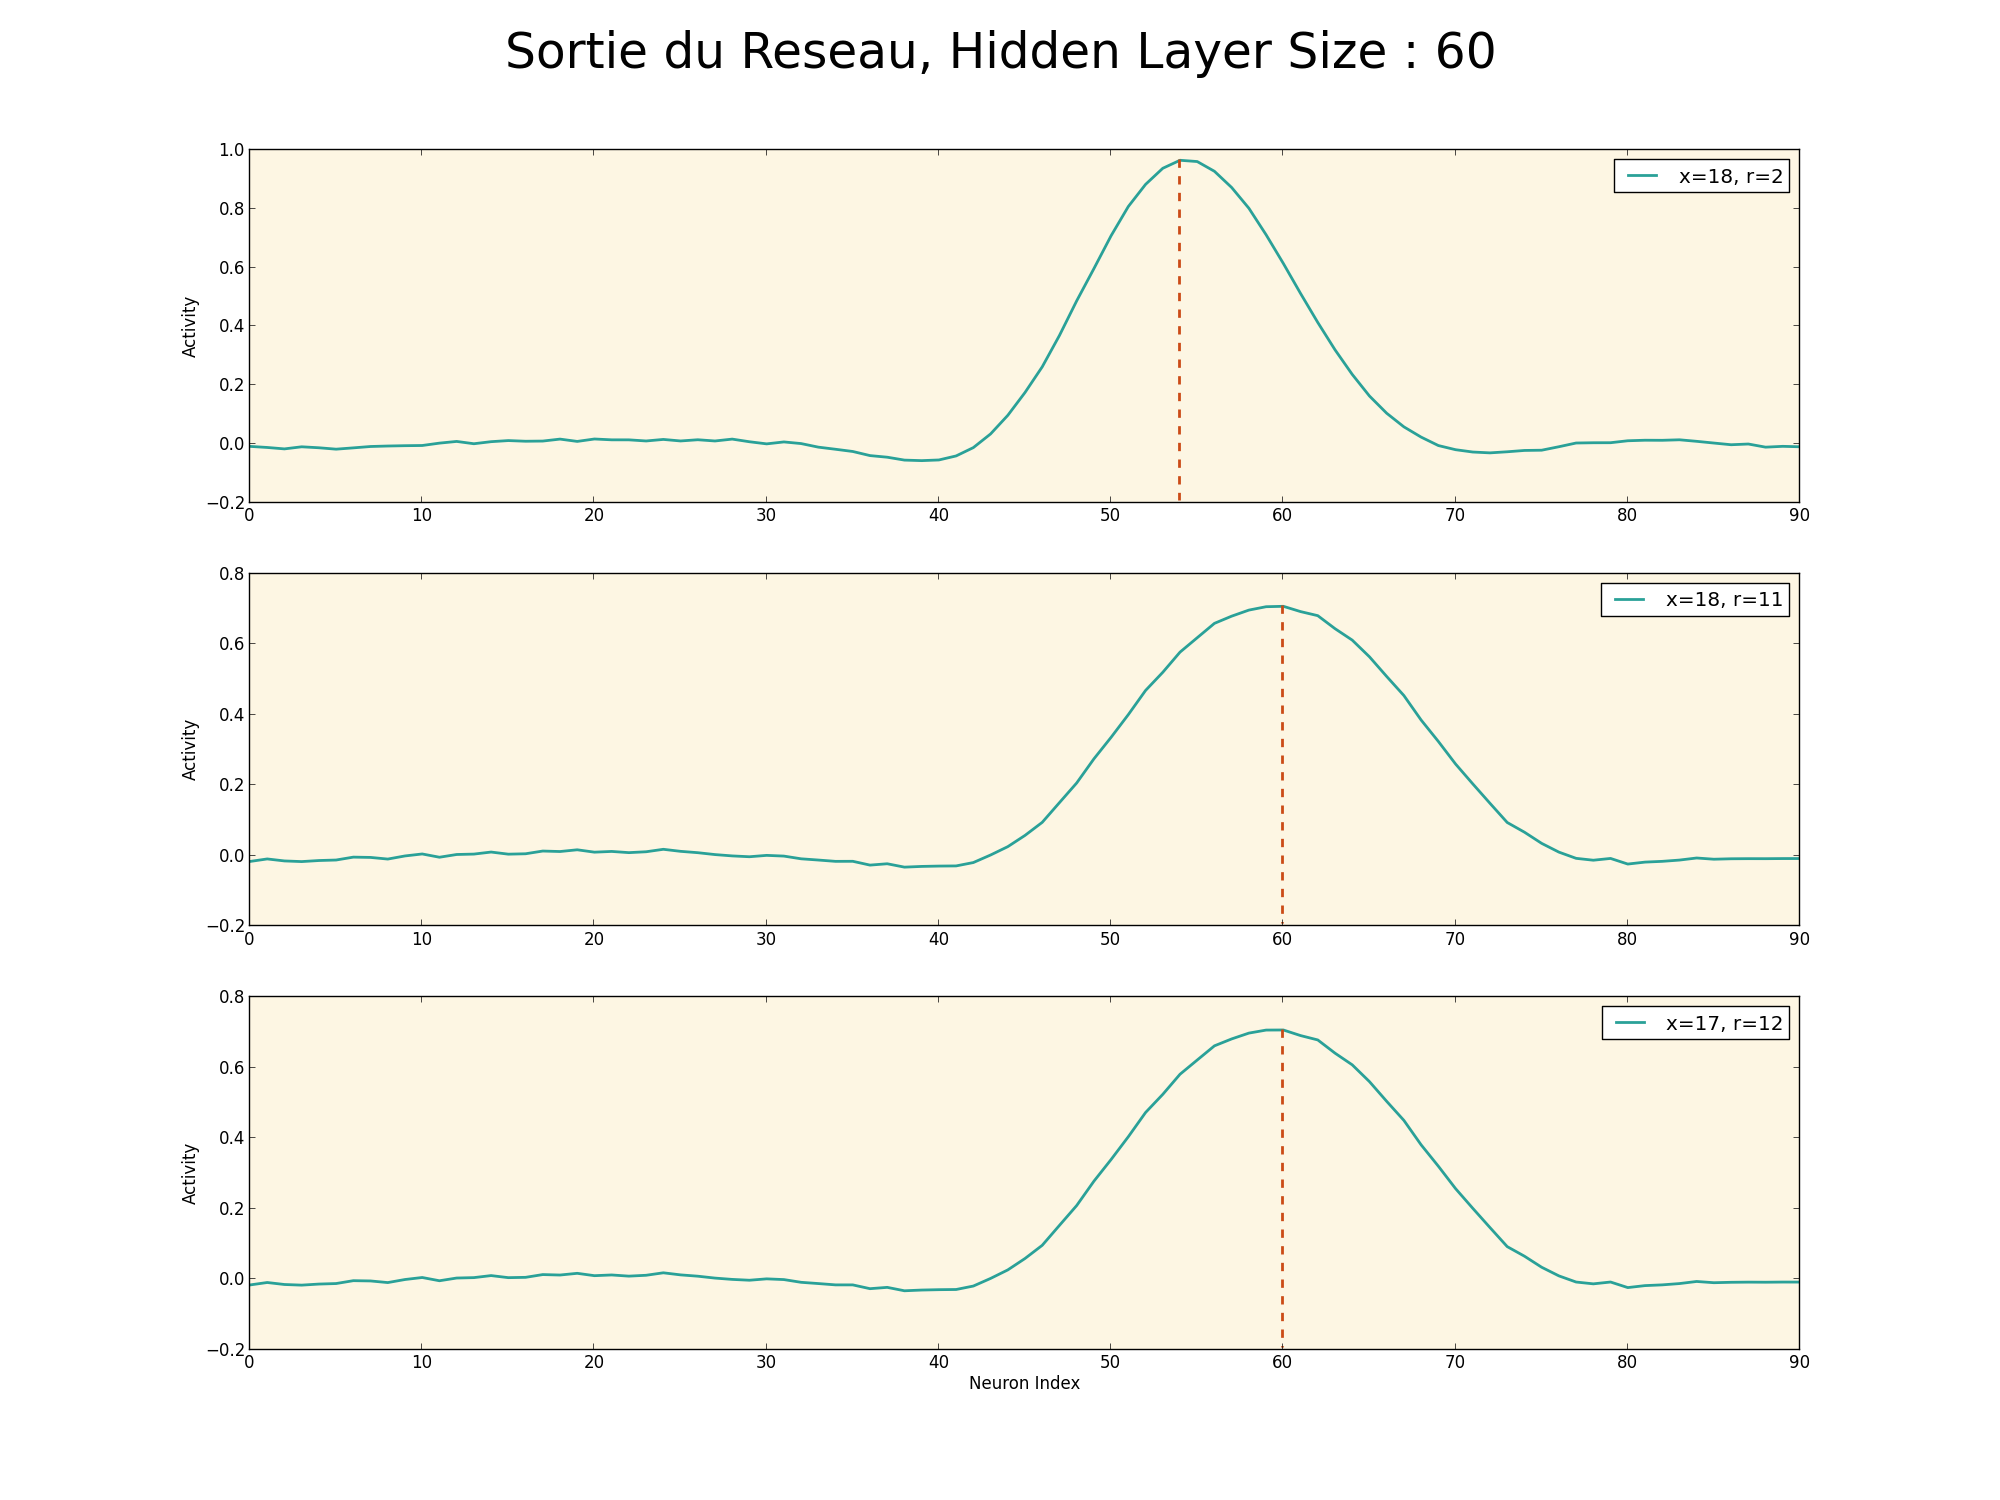 Sortie du Reseau, Hidden Layer Size : 60
1.0
0.8
0.6
0.4
0.2
0.0
−0.2
Activity
x=18, r=2
0 10 20 30 40 50 60 70 80 90
0.8
0.6
0.4
0.2
0.0
−0.2
Activity
x=18, r=11
0 10 20 30 40 50 60 70 80 90
0.8
0.6
0.4
0.2
0.0
−0.2
Activity
x=17, r=12
0 10 20 30 40 50 60 70 80 90
Neuron Index